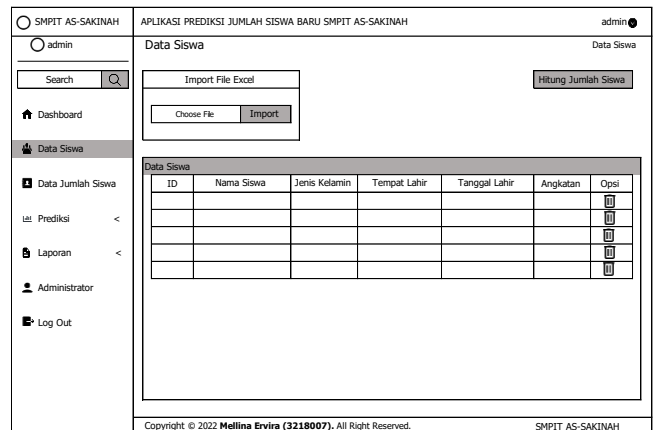 SMPIT AS-SAKINAH
APLIKASI PREDIKSI JUMLAH SISWA BARU SMPIT AS-SAKINAH
admin
admin
Data Siswa
Data Siswa
Search
Import File Excel
Hitung Jumlah Siswa
Choose File
Import
Dashboard
Data Siswa
Data Jumlah Siswa
Prediksi <
Laporan <
Administrator
Log Out
Data Siswa
ID Nama Siswa Jenis Kelamin Tempat Lahir Tanggal Lahir Angkatan Opsi
Copyright © 2022 Mellina Ervira (3218007). All Right Reserved.
SMPIT AS-SAKINAH